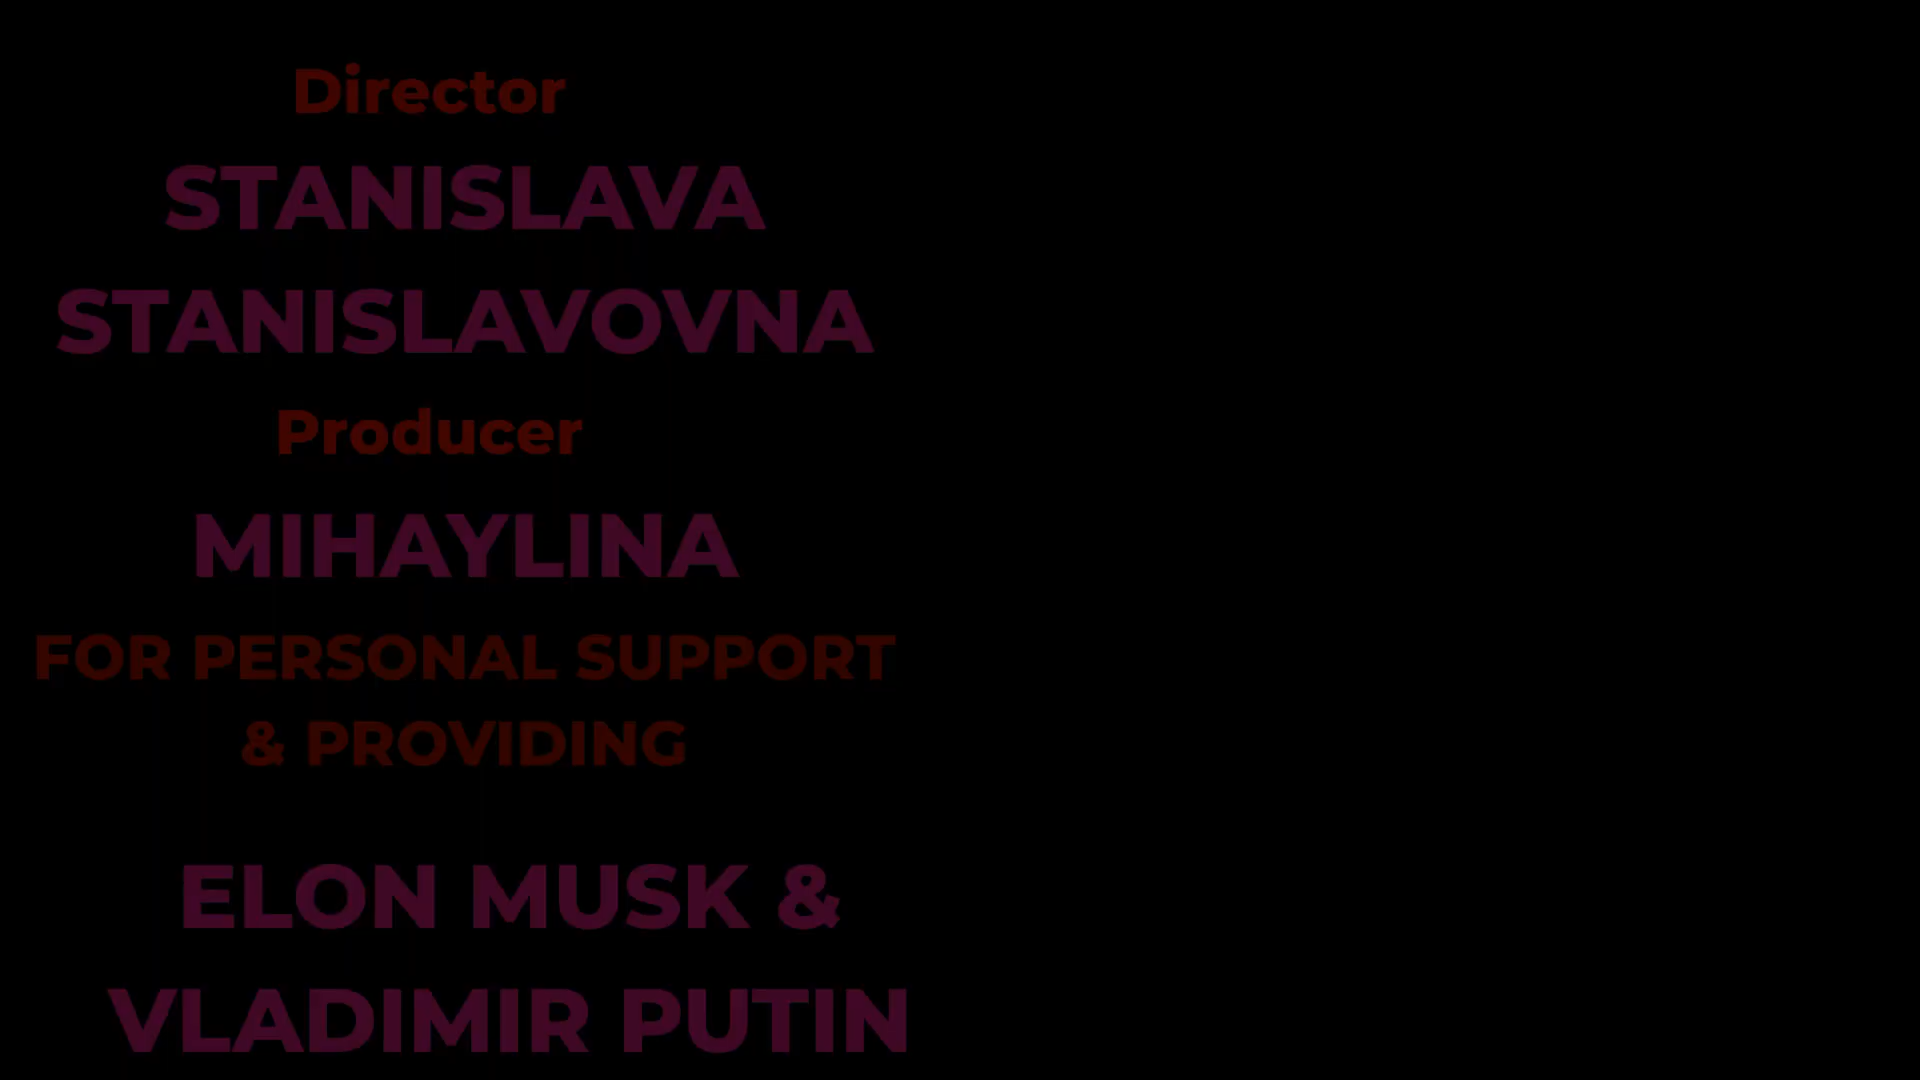 Director
STANISLAVA
STANISLAVOVNA
Producer
MIHAYLINA
FOR PERSONAL SUPPORT
& PROVIDING
ELON MUSK &
VLADIMIR PUTIN